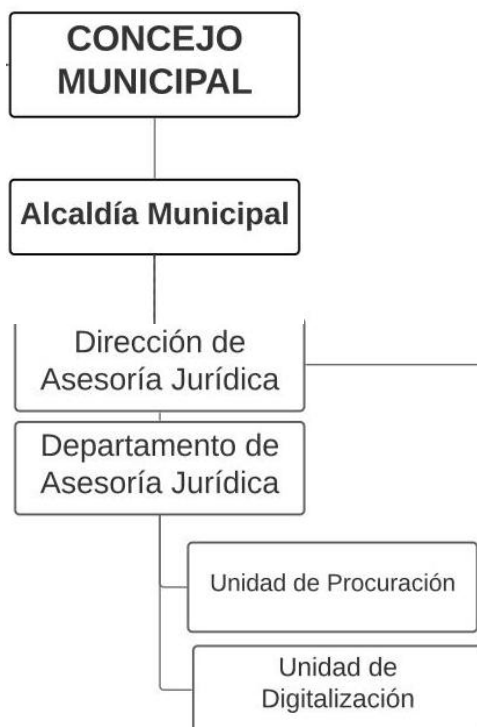 CONCEJO
MUNICIPAL
Alcaldía Municipal
Dirección de
Asesoría Jurídica
Departamento de
Asesoría Jurídica
Unidad de Procuración
Unidad de
Digitalización